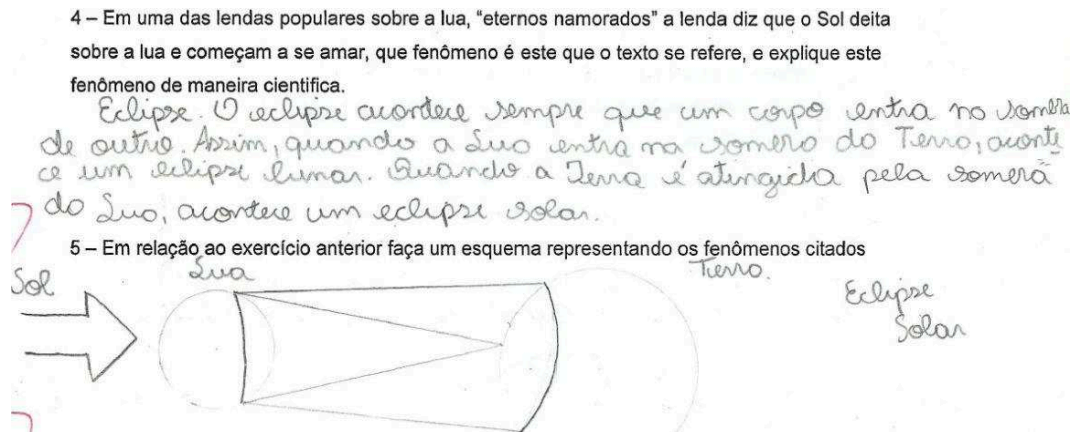 4 – Em uma das lendas populares sobre a lua, “eternos namorados” a lenda diz que o Sol deita
sobre a lua e começam a se amar, que fenômeno é este que o texto se refere, e explique este
fenômeno de maneira cientifica.
Eclipse. O eclipse acontece sempre que um corpo entra na sombra
de outro. Assim, quando a Lua entra na sombra da Terra, aconte
ce um eclipse lunar. Quando a Terra é atingida pela sombra
da Lua, acontece um eclipse solar.
5 – Em relação ao exercício anterior faça um esquema representando os fenômenos citados
Sol Lua Terra.
Eclipse
Solar